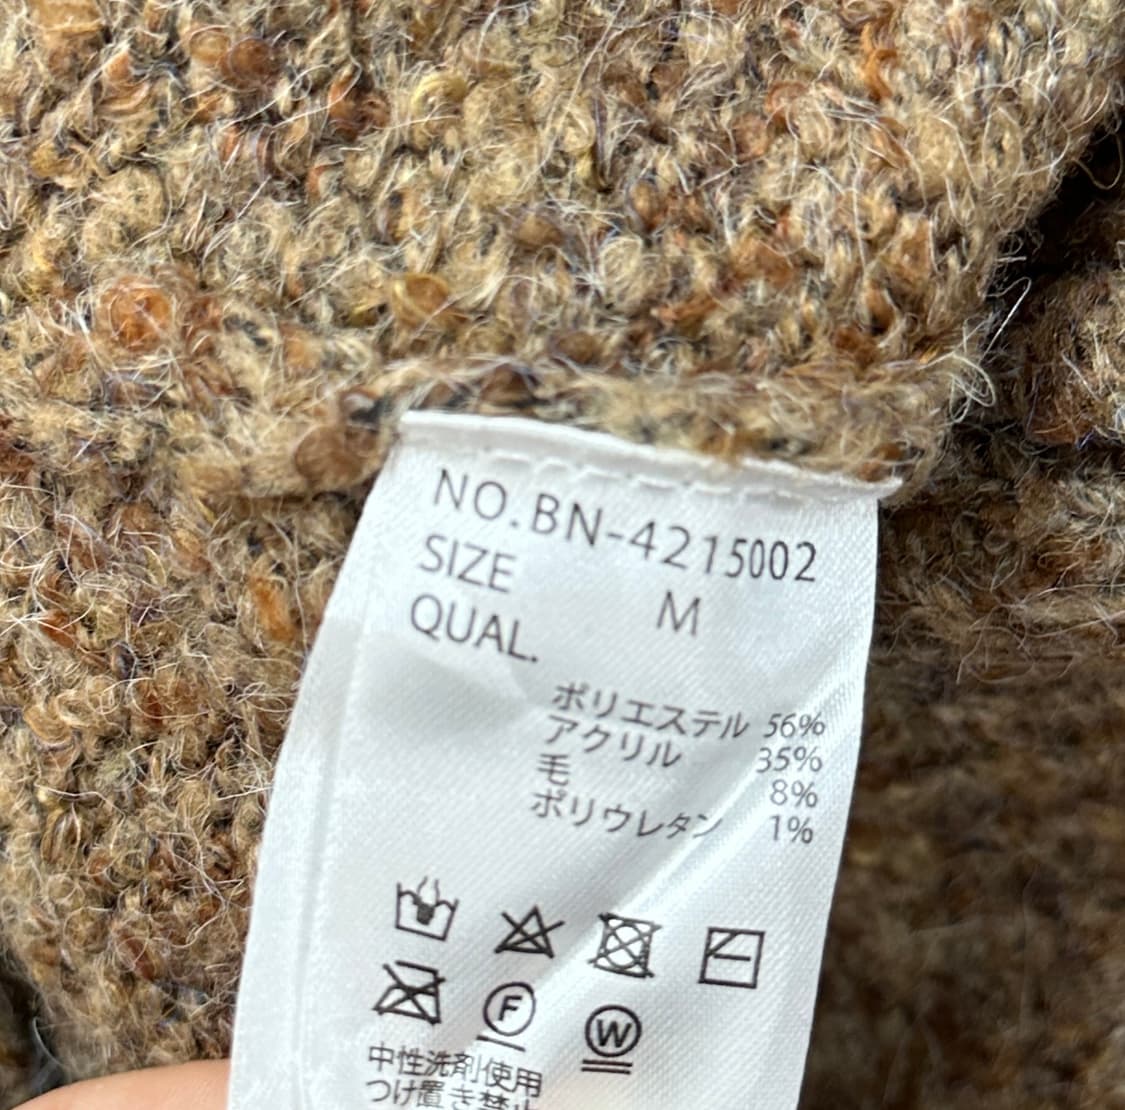 NO.BN-4215002
SIZE M
QUAL.
ポリエステル 56%
アクリル 35%
毛 8%
ポリウレタン 1%
F
W
中性洗剤使用
つけ置き禁止